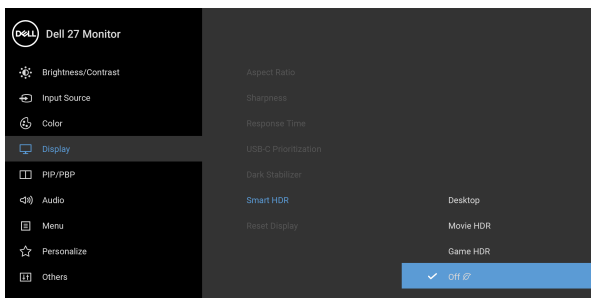 DELL
Dell 27 Monitor
Brightness/Contrast
Input Source
Color
Display
PIP/PBP
Audio
Menu
Personalize
Others
Aspect Ratio
Sharpness
Response Time
USB-C Prioritization
Dark Stabilizer
Smart HDR
Reset Display
Desktop
Movie HDR
Game HDR
Off